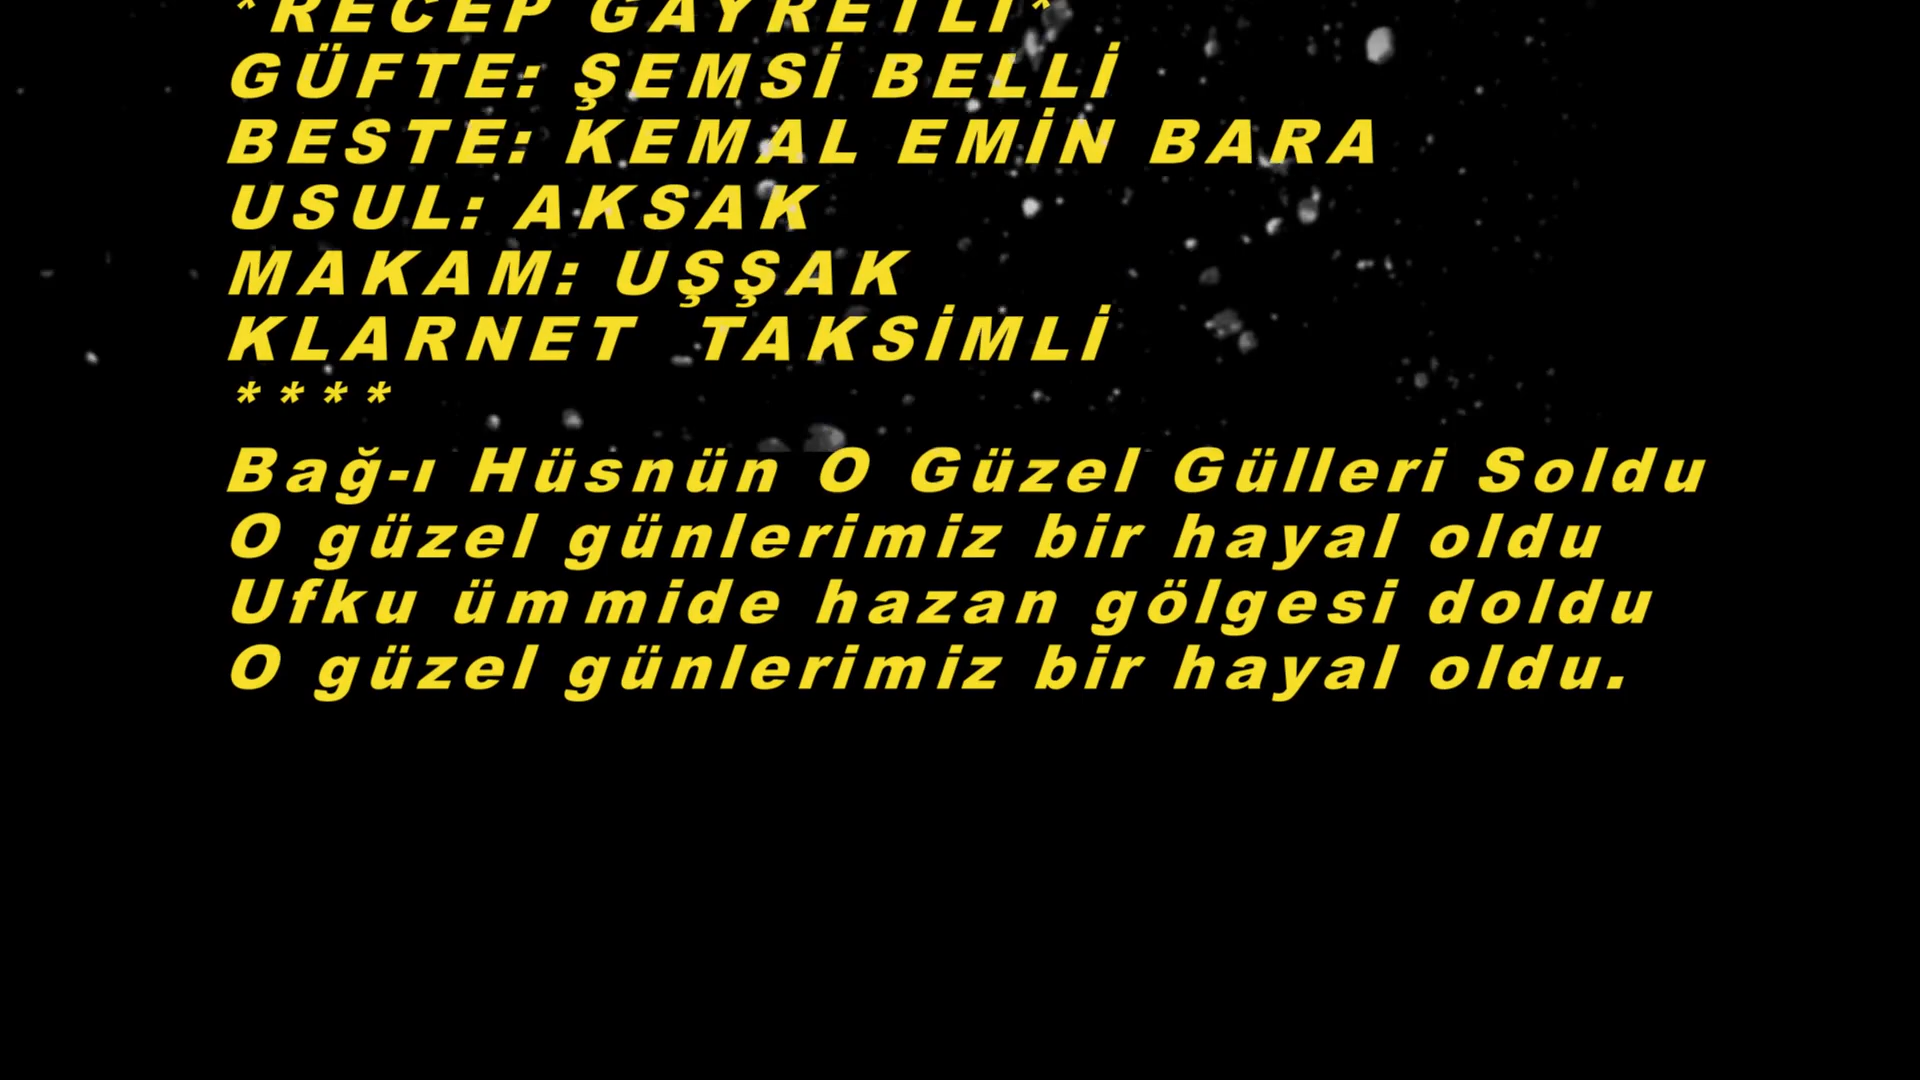 *RECEP GAYRETLİ*
GÜFTE: ŞEMSİ BELLİ
BESTE: KEMAL EMİN BARA
USUL: AKSAK
MAKAM: UŞŞAK
KLARNET TAKSİMLİ
****
Bağ-ı Hüsnün O Güzel Gülleri Soldu
O güzel günlerimiz bir hayal oldu
Ufku ümmide hazan gölgesi doldu
O güzel günlerimiz bir hayal oldu.